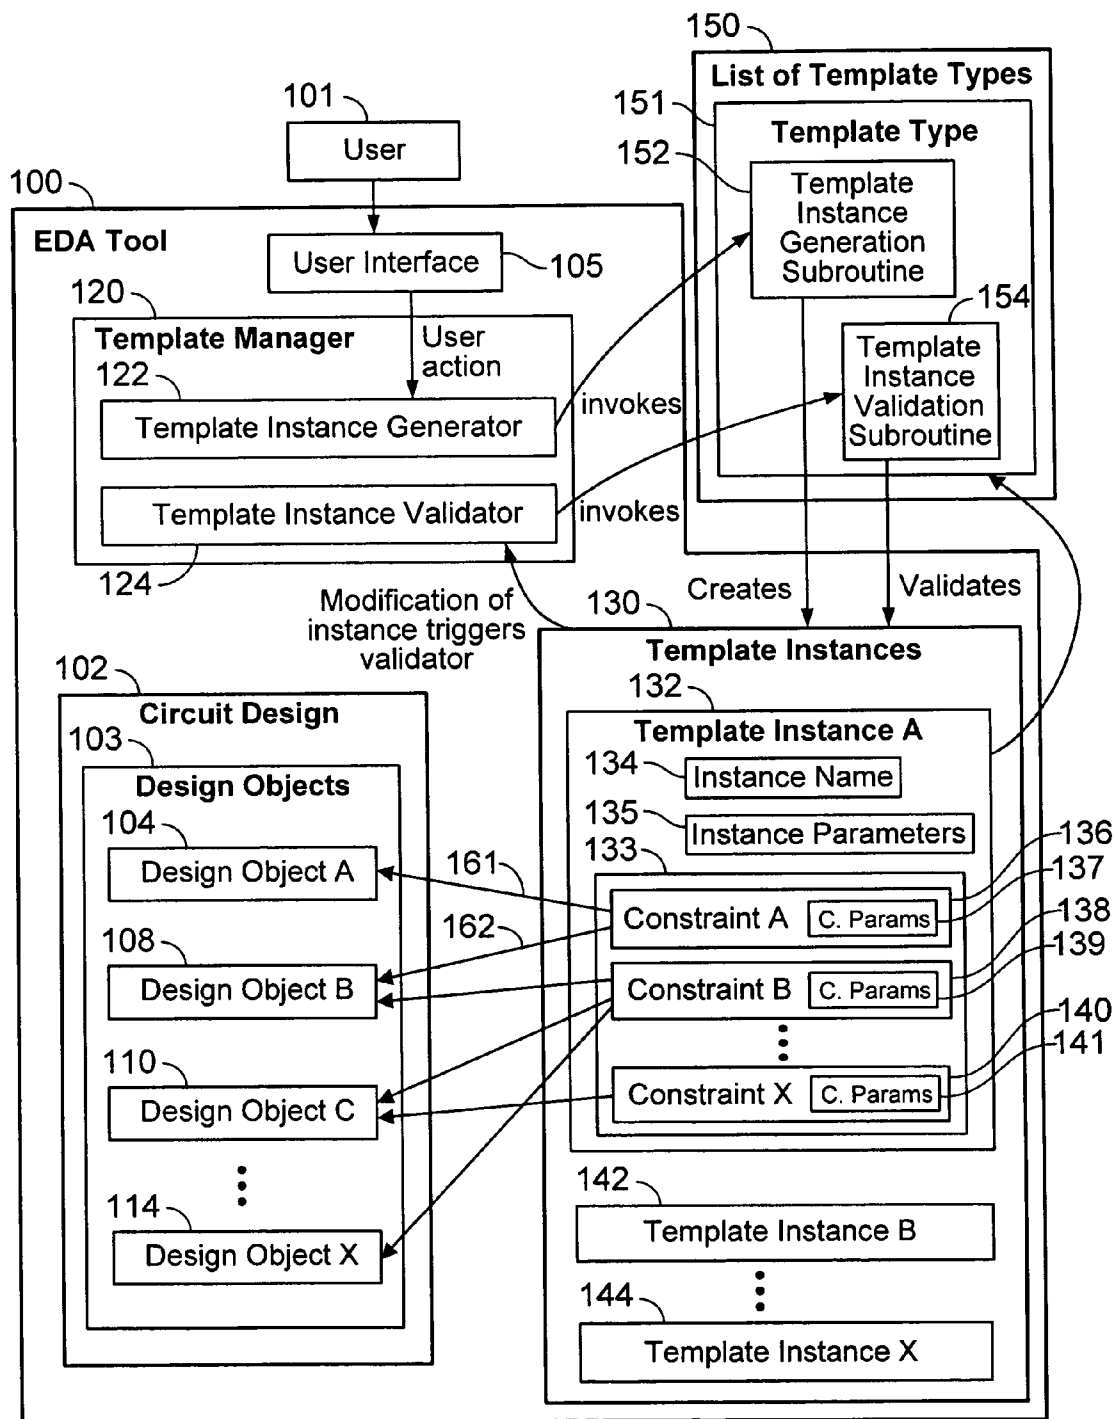 150
List of Template Types
151
Template Type
152
Template
Instance
Generation
Subroutine
154
Template
Instance
Validation
Subroutine
101
User
100
EDA Tool
User Interface
105
120
Template Manager
User
action
122
Template Instance Generator
invokes
Template Instance Validator
invokes
124
Modification of
instance triggers
validator
Creates
Validates
130
Template Instances
132
Template Instance A
134
Instance Name
135
Instance Parameters
133
136
137
Constraint A
C. Params
138
139
Constraint B
C. Params
140
141
Constraint X
C. Params
142
Template Instance B
144
Template Instance X
102
Circuit Design
103
Design Objects
104
Design Object A
161
162
108
Design Object B
110
Design Object C
114
Design Object X